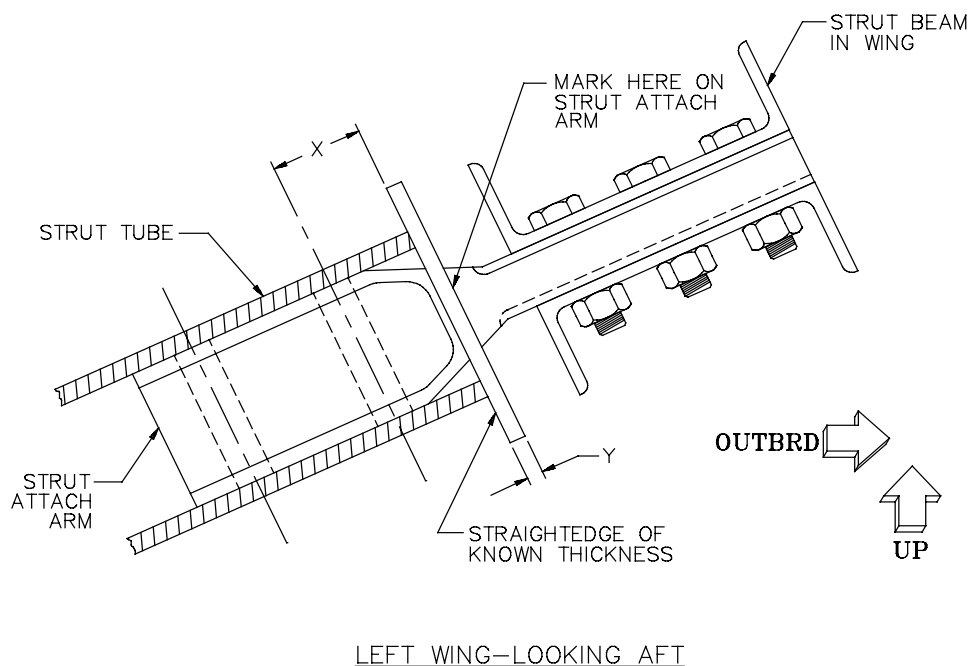 STRUT BEAM
IN WING
MARK HERE ON
STRUT ATTACH
ARM
X
STRUT TUBE
OUTBRD
Y
STRUT
ATTACH
ARM
STRAIGHTEDGE OF
KNOWN THICKNESS
UP
LEFT WING–LOOKING AFT